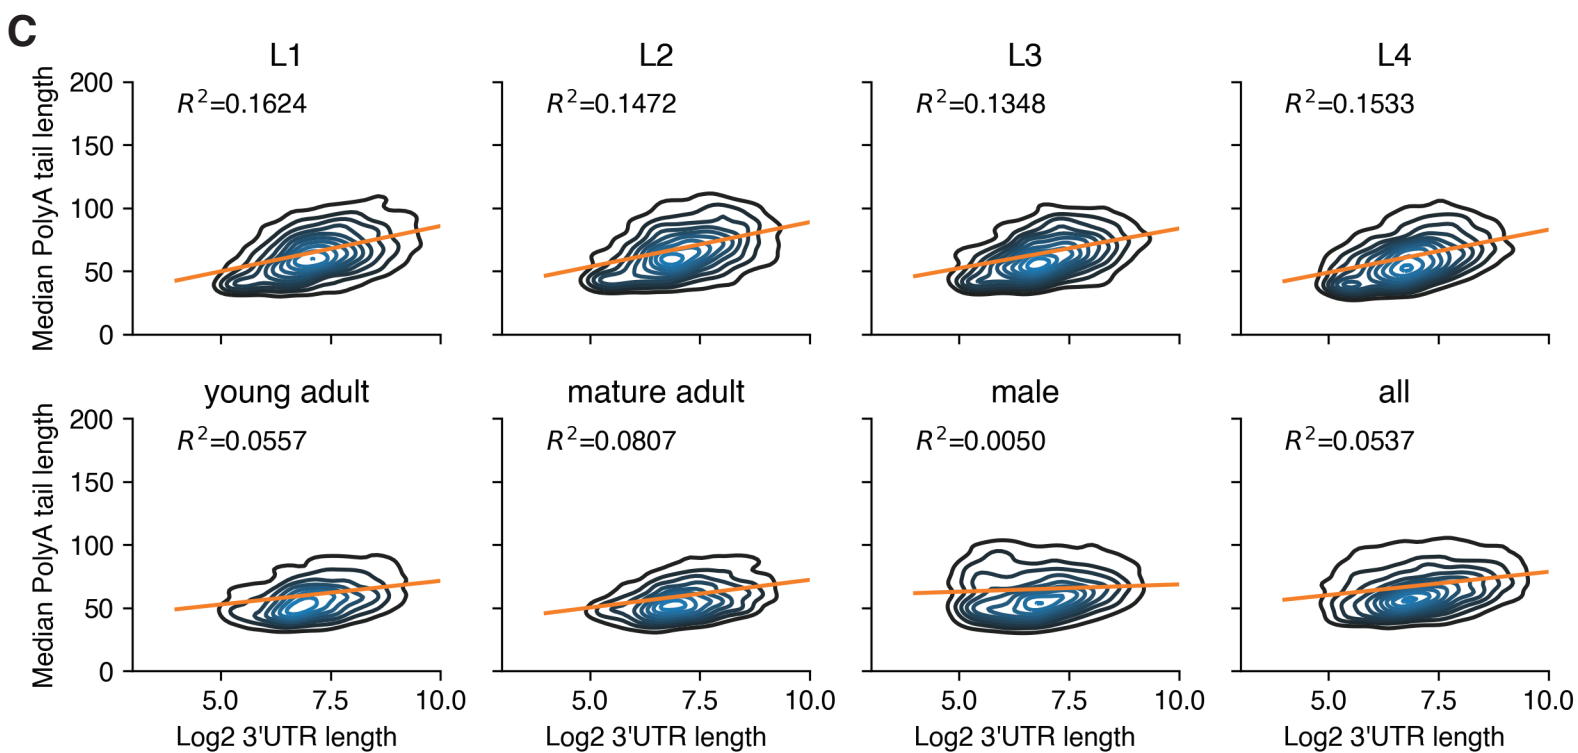 C
L1
L2
L3
L4
Median PolyA tail length
200
150
100
50
0
R²=0.1624
R²=0.1472
R²=0.1348
R²=0.1533
young adult
mature adult
male
all
Median PolyA tail length
200
150
100
50
0
R²=0.0557
R²=0.0807
R²=0.0050
R²=0.0537
5.0 7.5 10.0
5.0 7.5 10.0
5.0 7.5 10.0
5.0 7.5 10.0
Log2 3'UTR length
Log2 3'UTR length
Log2 3'UTR length
Log2 3'UTR length